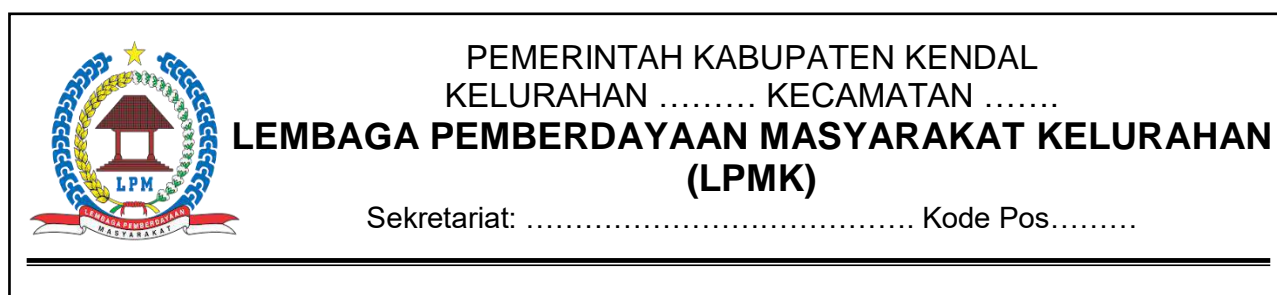 PEMERINTAH KABUPATEN KENDAL
KELURAHAN ……… KECAMATAN …….
LEMBAGA PEMBERDAYAAN MASYARAKAT KELURAHAN
(LPMK)
Sekretariat: …………………………………. Kode Pos………
LPM
LEMBAGA PEMBERDAYAAN
MASYARAKAT